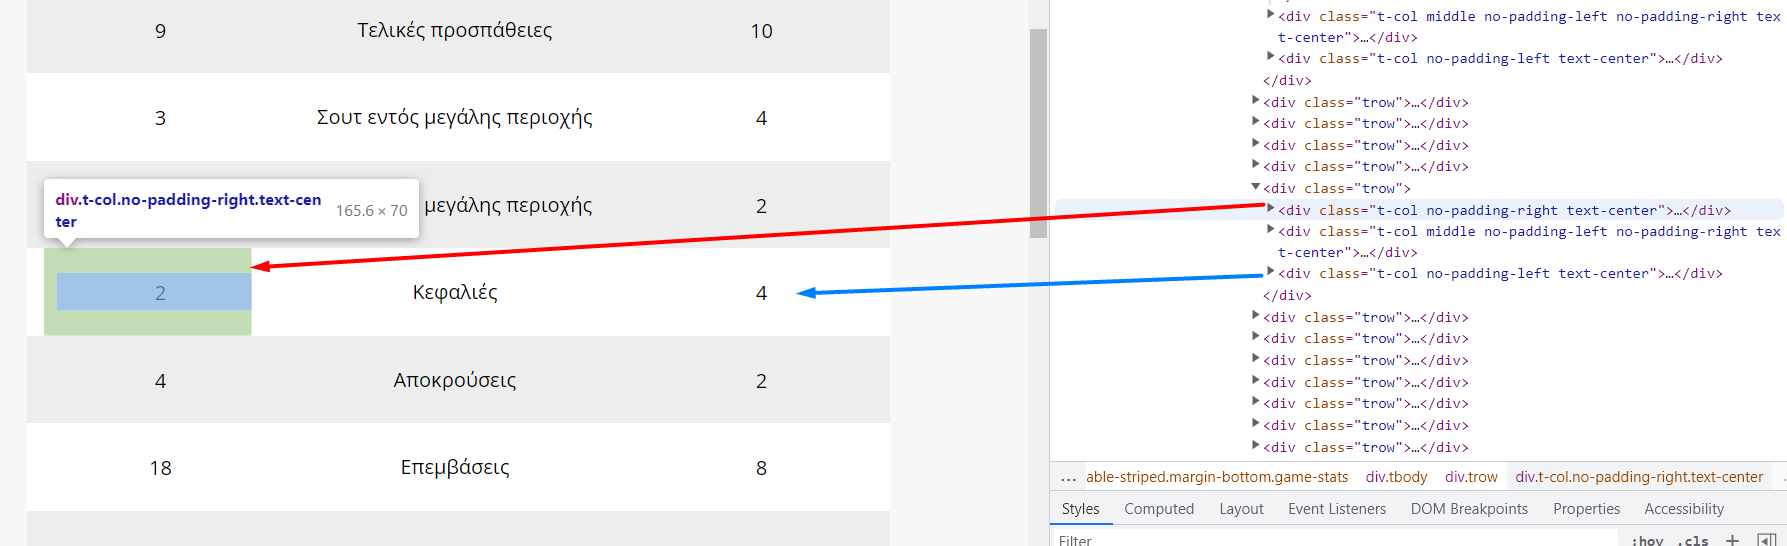 9 Τελικές προσπάθειες 10
3 Σουτ εντός μεγάλης περιοχής 4
div.t-col.no-padding-right.text-cen
ter
165.6 × 70
μεγάλης περιοχής 2
2 Κεφαλιές 4
4 Αποκρούσεις 2
18 Επεμβάσεις 8
<div class="t-col middle no-padding-left no-padding-right tex
t-center">…</div>
<div class="t-col no-padding-left text-center">…</div>
</div>
<div class="trow">…</div>
<div class="trow">…</div>
<div class="trow">…</div>
<div class="trow">…</div>
<div class="trow">
<div class="t-col no-padding-right text-center">…</div>
<div class="t-col middle no-padding-left no-padding-right tex
t-center">…</div>
<div class="t-col no-padding-left text-center">…</div>
</div>
<div class="trow">…</div>
<div class="trow">…</div>
<div class="trow">…</div>
<div class="trow">…</div>
<div class="trow">…</div>
<div class="trow">…</div>
<div class="trow">…</div>
... able-striped.margin-bottom.game-stats div.tbody div.trow div.t-col.no-padding-right.text-center
Styles Computed Layout Event Listeners DOM Breakpoints Properties Accessibility
Filter :hov .cls +